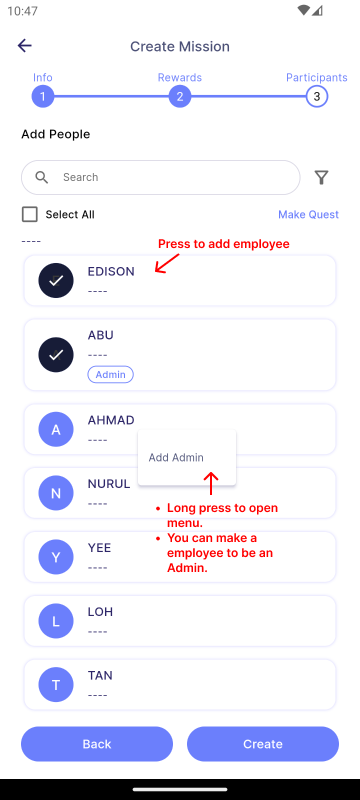 10:47
Create Mission
Info
Rewards
Participants
1
2
3
Add People
Search
Select All
Make Quest
----
Press to add employee
EDISON
----
ABU
----
Admin
A
AHMAD
----
Add Admin
N
NURUL
----
• Long press to open
menu.
• You can make a
employee to be an
Admin.
Y
YEE
----
L
LOH
----
T
TAN
----
Back
Create